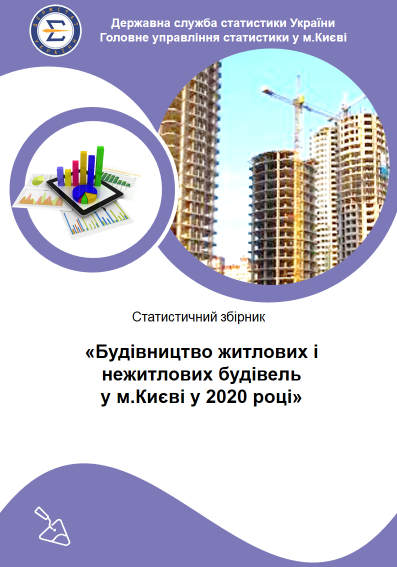 Державна служба статистики України
Головне управління статистики у м.Києві
Статистичний збірник
«Будівництво житлових і
нежитлових будівель
у м.Києві у 2020 році»